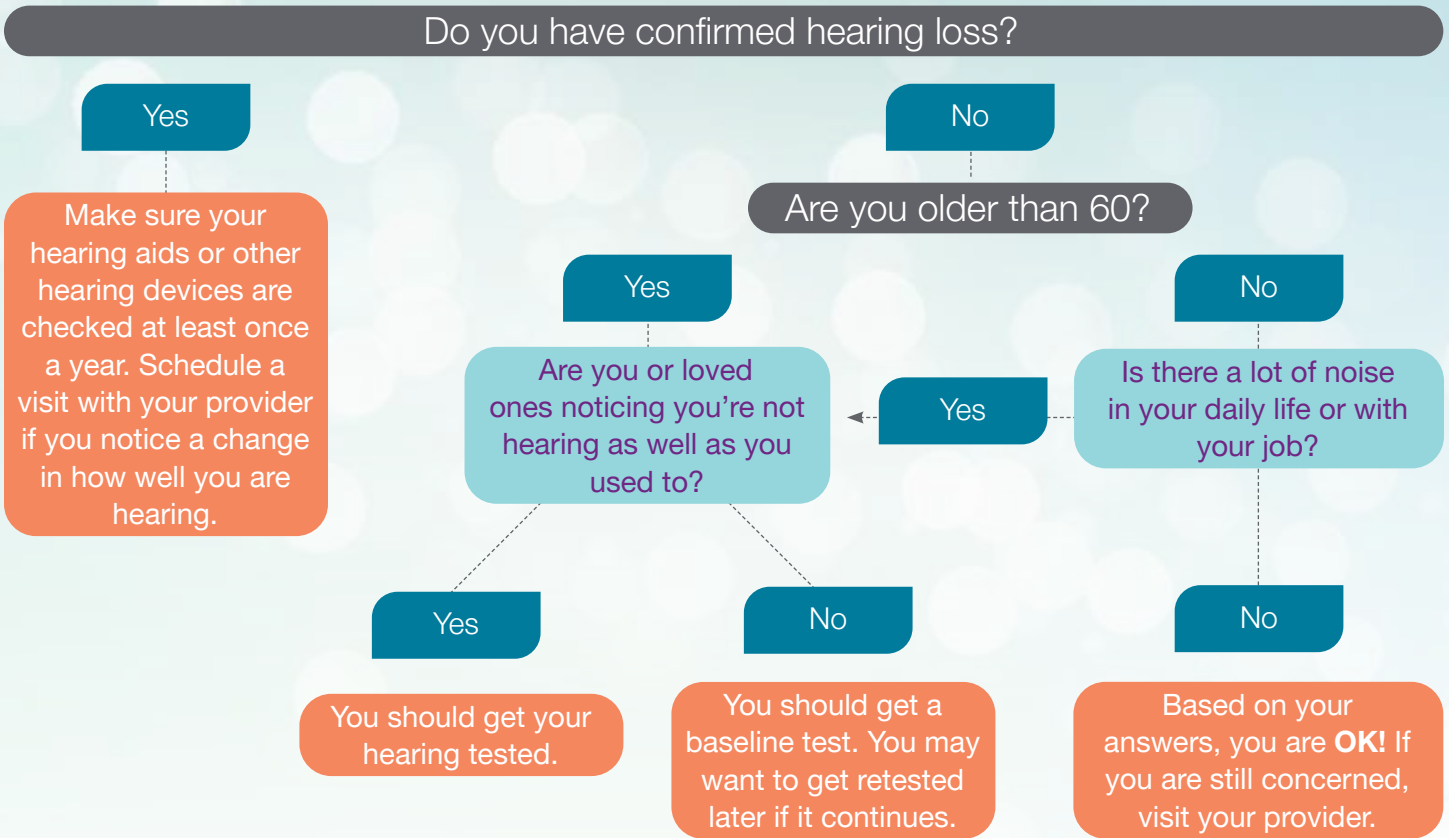 Do you have confirmed hearing loss?
Yes
Make sure your
hearing aids or other
hearing devices are
checked at least once
a year. Schedule a
visit with your provider
if you notice a change
in how well you are
hearing.
No
Are you older than 60?
Yes
Are you or loved
ones noticing you’re not
hearing as well as you
used to?
Yes
You should get your
hearing tested.
No
You should get a
baseline test. You may
want to get retested
later if it continues.
No
Is there a lot of noise
in your daily life or with
your job?
Yes
No
Based on your
answers, you are OK! If
you are still concerned,
visit your provider.